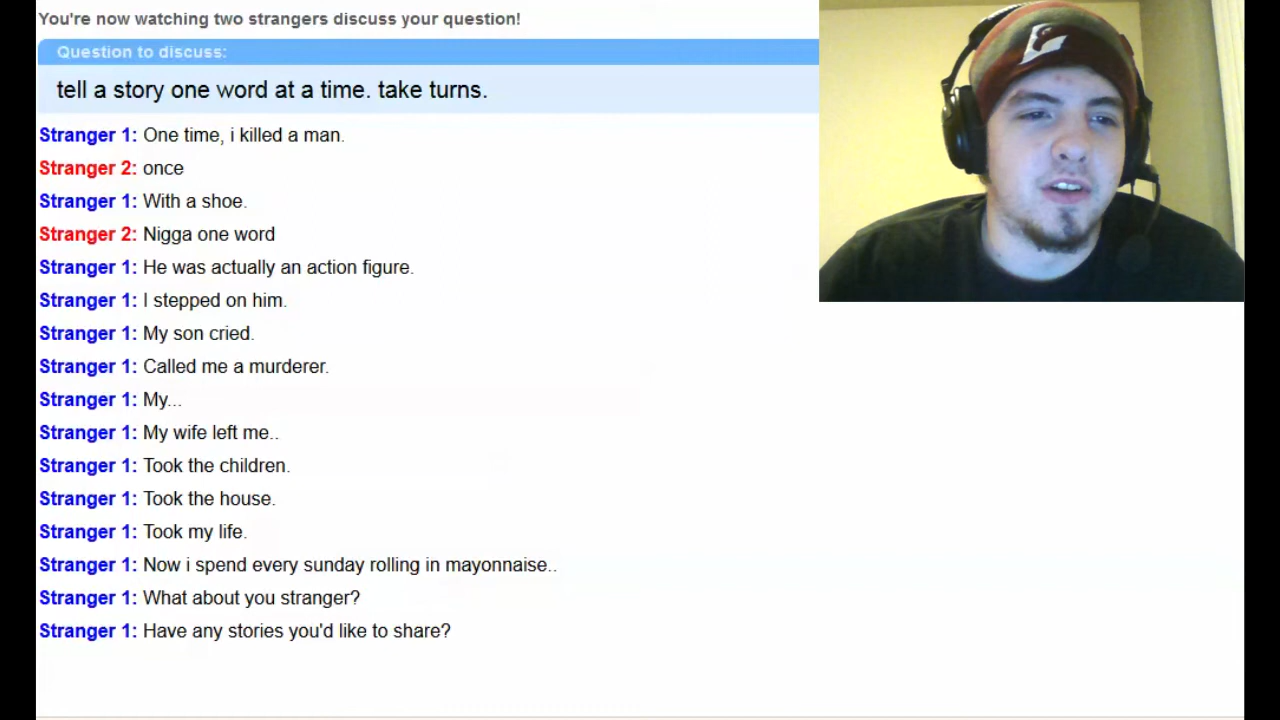 You're now watching two strangers discuss your question!
Question to discuss:
tell a story one word at a time. take turns.
Stranger 1: One time, i killed a man.
Stranger 2: once
Stranger 1: With a shoe.
Stranger 2: Nigga one word
Stranger 1: He was actually an action figure.
Stranger 1: I stepped on him.
Stranger 1: My son cried.
Stranger 1: Called me a murderer.
Stranger 1: My...
Stranger 1: My wife left me..
Stranger 1: Took the children.
Stranger 1: Took the house.
Stranger 1: Took my life.
Stranger 1: Now i spend every sunday rolling in mayonnaise..
Stranger 1: What about you stranger?
Stranger 1: Have any stories you'd like to share?